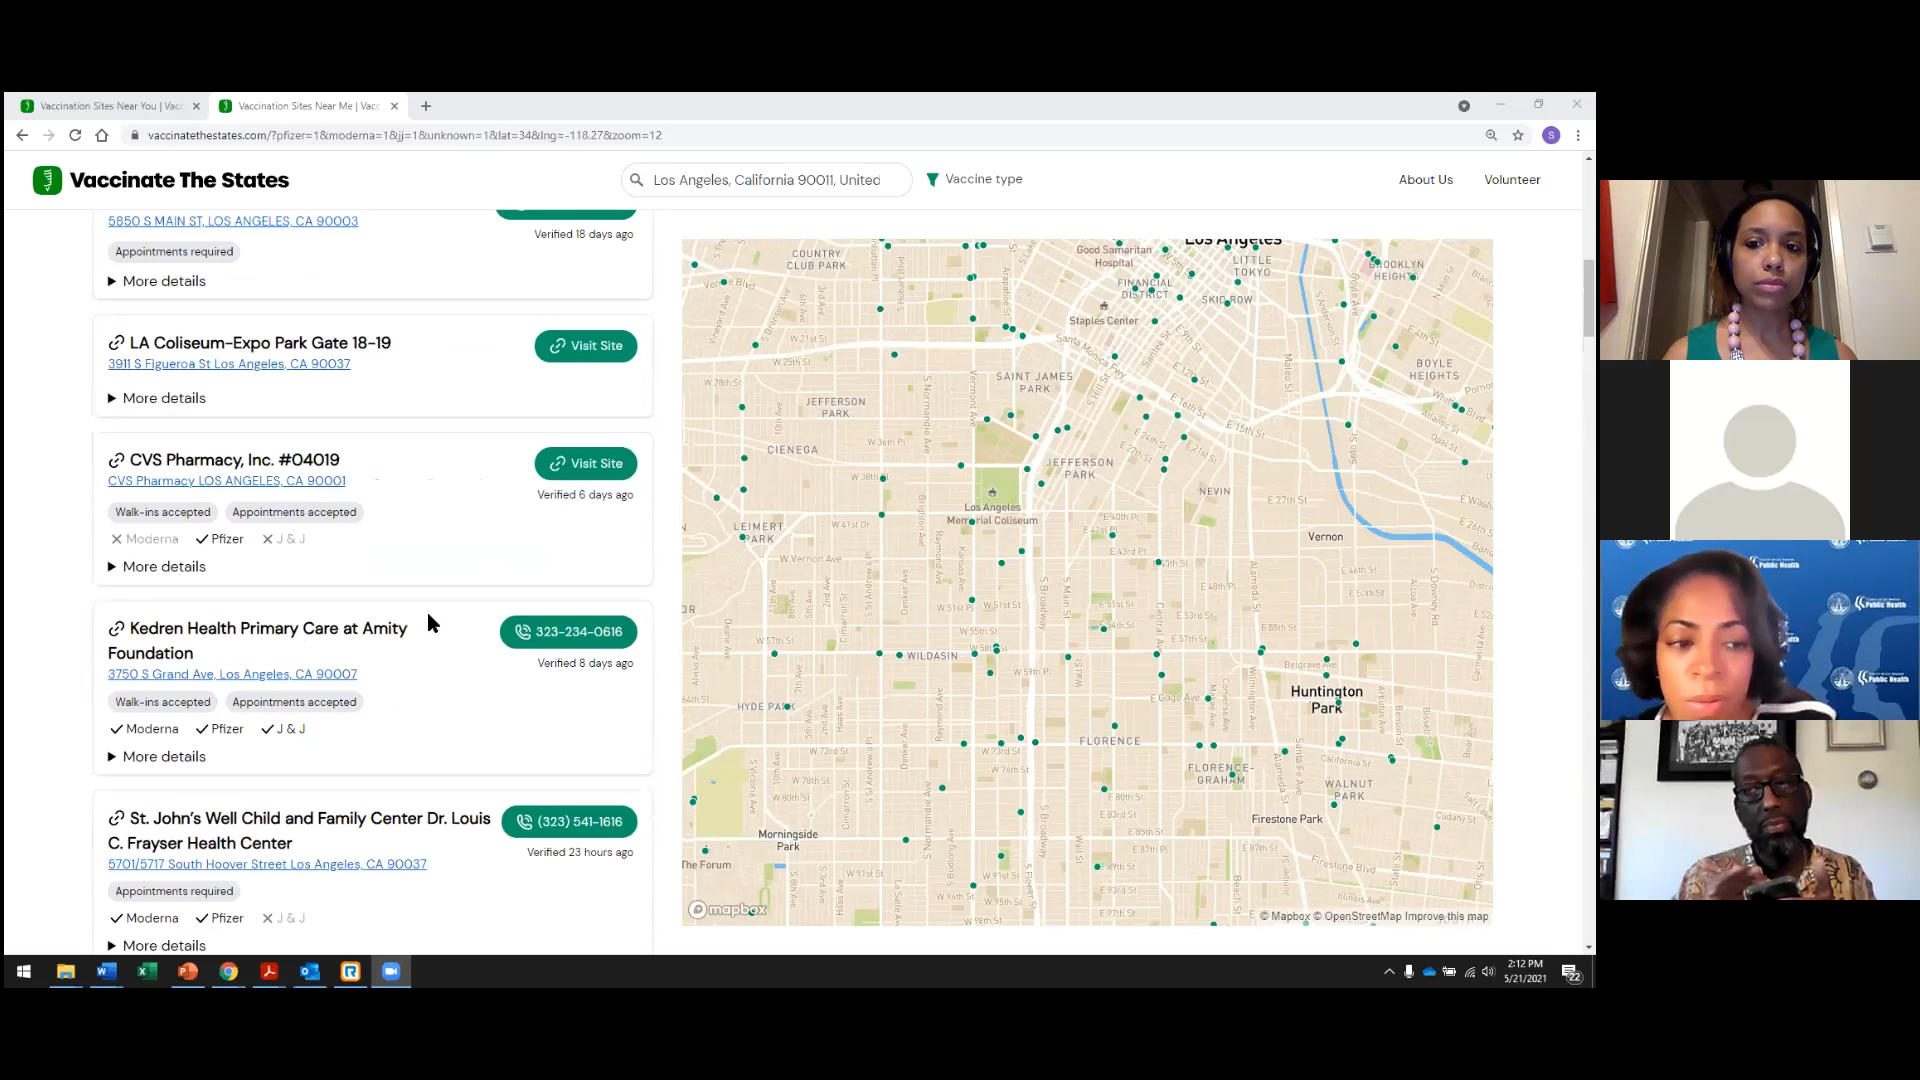 Vaccination Sites Near You | Vacc
Vaccination Sites Near Me | Vacc
vaccinatethestates.com/?pfizer=1&moderna=1&jj=1&unknown=1&lat=34&lng=-118.27&zoom=12
S
Vaccinate The States
Los Angeles, California 90011, United
Vaccine type
About Us
Volunteer
5850 S MAIN ST, LOS ANGELES, CA 90003
Verified 18 days ago
Appointments required
More details
LA Coliseum-Expo Park Gate 18-19
Visit Site
3911 S Figueroa St Los Angeles, CA 90037
More details
CVS Pharmacy, Inc. #04019
Visit Site
CVS Pharmacy LOS ANGELES, CA 90001
Verified 6 days ago
Walk-ins accepted
Appointments accepted
Moderna
Pfizer
J & J
More details
Kedren Health Primary Care at Amity
Foundation
323-234-0616
3750 S Grand Ave, Los Angeles, CA 90007
Verified 8 days ago
Walk-ins accepted
Appointments accepted
Moderna
Pfizer
J & J
More details
St. John's Well Child and Family Center Dr. Louis
C. Frayser Health Center
(323) 541-1616
5701/5717 South Hoover Street Los Angeles, CA 90037
Verified 23 hours ago
Appointments required
Moderna
Pfizer
J & J
More details
Los Angeles
COUNTRY
CLUB PARK
Good Samaritan
Hospital
LITTLE
TOKYO
BROOKLYN
HEIGHTS
FINANCIAL
DISTRICT
SKID ROW
Staples Center
SAINT JAMES
PARK
BOYLE
HEIGHTS
JEFFERSON
PARK
CIENEGA
JEFFERSON
PARK
NEVIN
Los Angeles
Memorial Coliseum
LEIMERT
PARK
Vernon
WILDASIN
Huntington
Park
HYDE PARK
FLORENCE
FLORENCE-
GRAHAM
WALNUT
PARK
Morningside
Park
Firestone Park
The Forum
mapbox
© Mapbox © OpenStreetMap Improve this map
2:12 PM
5/21/2021
22
Public Health
Public Health
Public Health